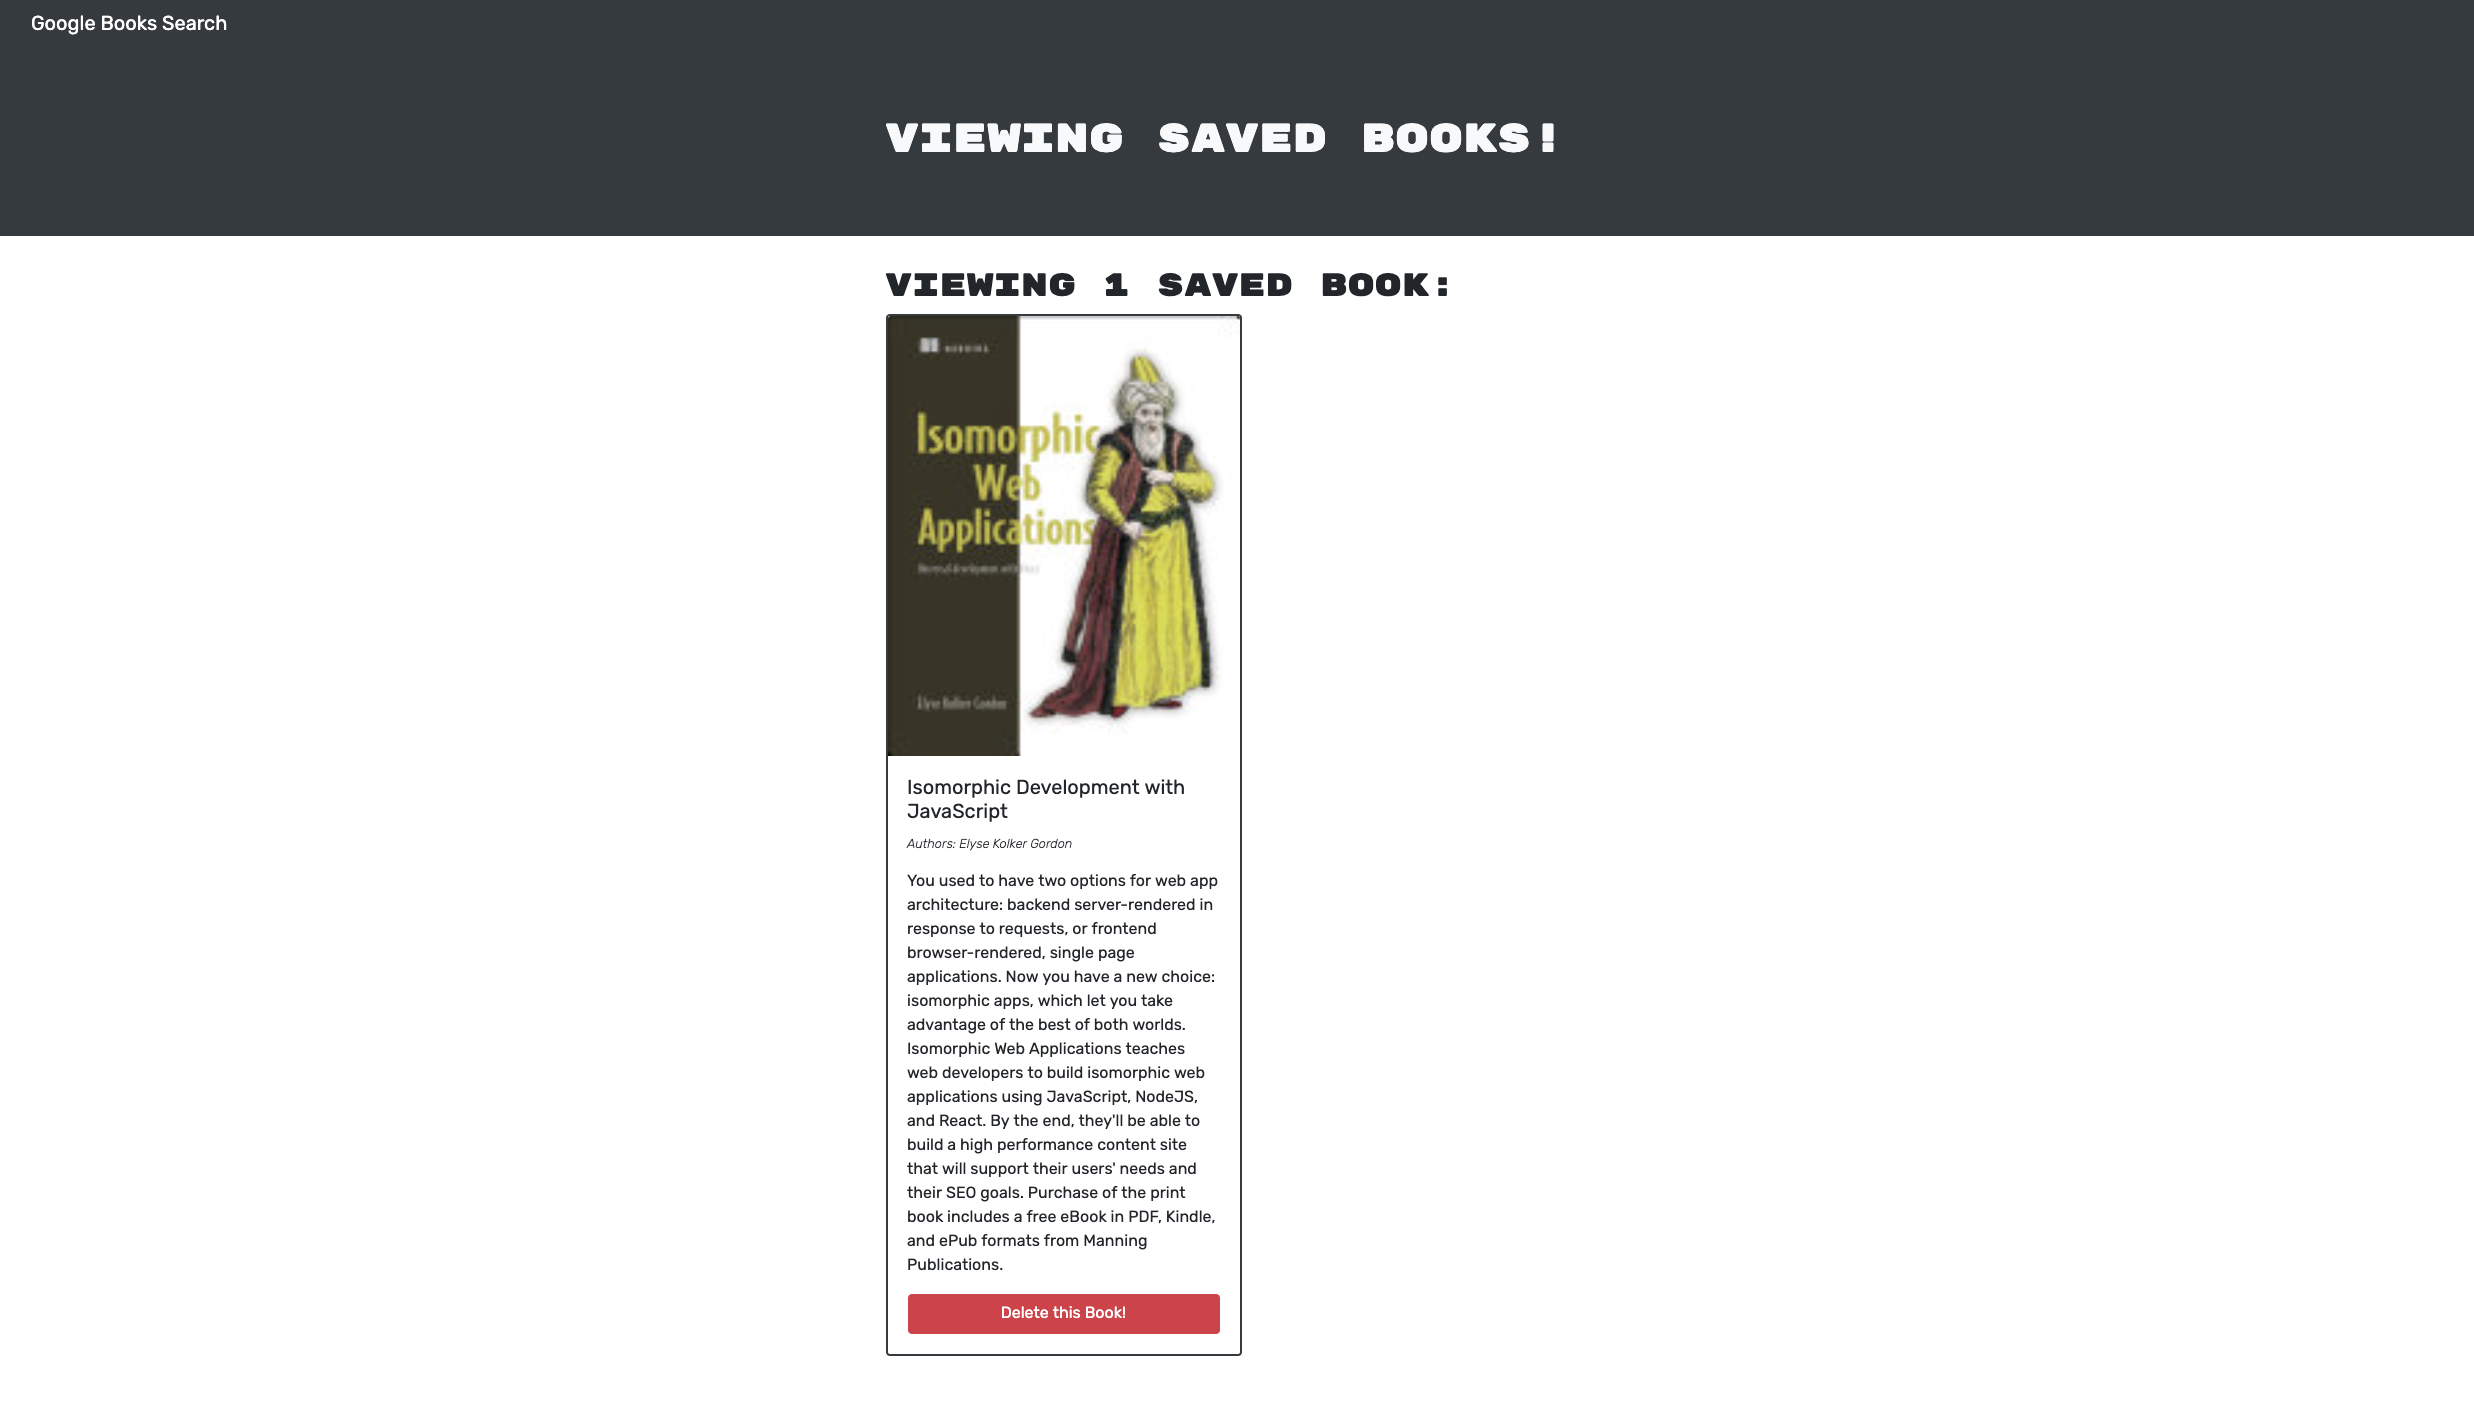 Google Books Search
VIEWING SAVED BOOKS!
VIEWING 1 SAVED BOOK:
MANNING
Isomorphic
Web
Applications
Elyse Kolker Gordon
Isomorphic Development with
JavaScript
Authors: Elyse Kolker Gordon
You used to have two options for web app
architecture: backend server-rendered in
response to requests, or frontend
browser-rendered, single page
applications. Now you have a new choice:
isomorphic apps, which let you take
advantage of the best of both worlds.
Isomorphic Web Applications teaches
web developers to build isomorphic web
applications using JavaScript, NodeJS,
and React. By the end, they'll be able to
build a high performance content site
that will support their users' needs and
their SEO goals. Purchase of the print
book includes a free eBook in PDF, Kindle,
and ePub formats from Manning
Publications.
Delete this Book!